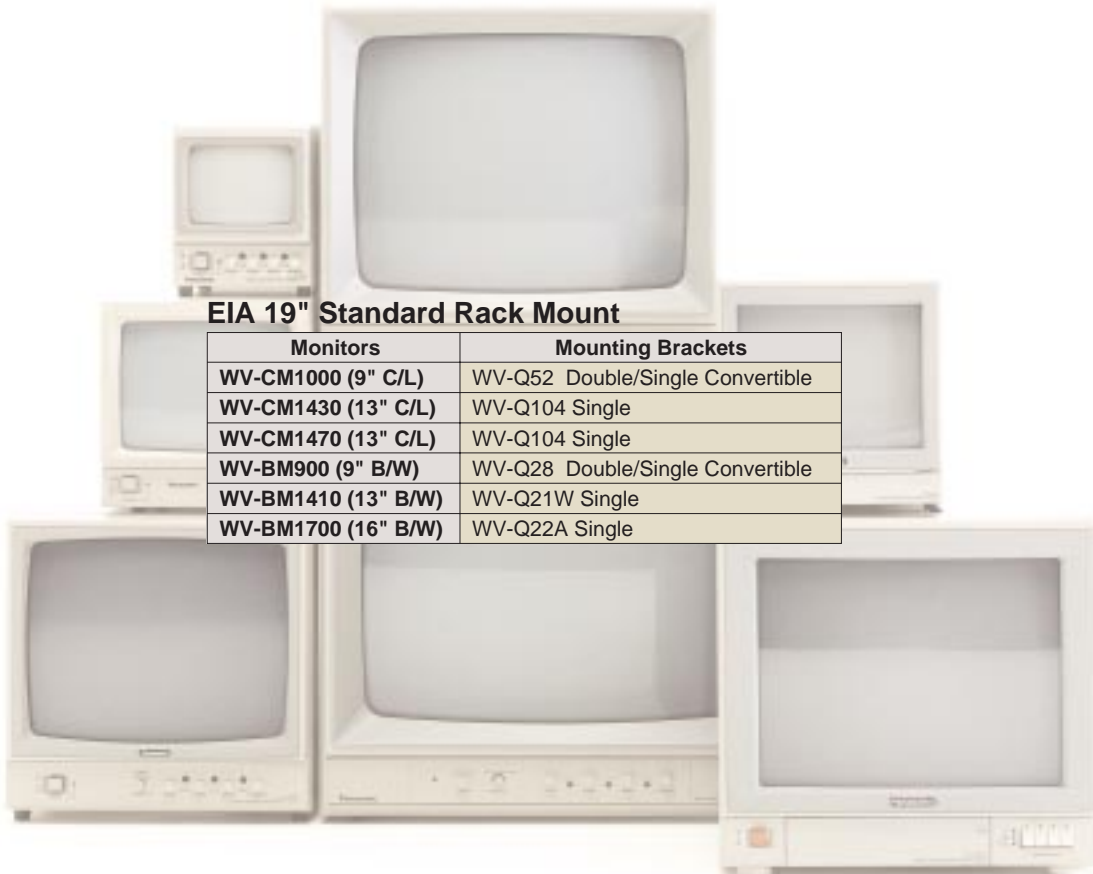 EIA 19" Standard Rack Mount
Monitors Mounting Brackets
WV-CM1000 (9" C/L) WV-Q52 Double/Single Convertible
WV-CM1430 (13" C/L) WV-Q104 Single
WV-CM1470 (13" C/L) WV-Q104 Single
WV-BM900 (9" B/W) WV-Q28 Double/Single Convertible
WV-BM1410 (13" B/W) WV-Q21W Single
WV-BM1700 (16" B/W) WV-Q22A Single